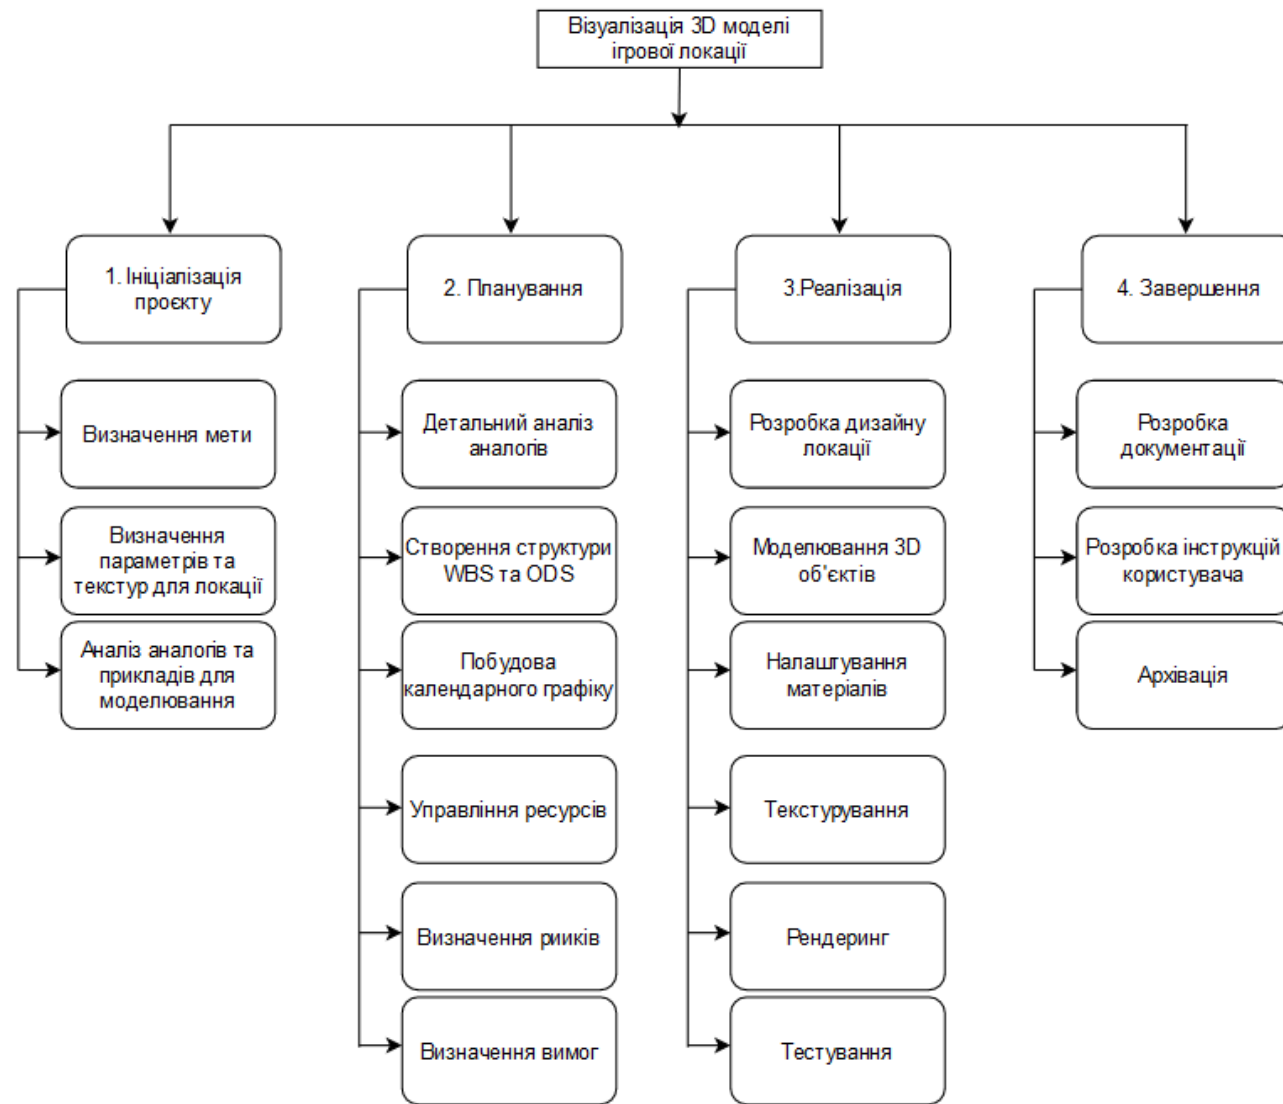 Візуалізація 3D моделі
ігрової локації
1. Ініціалізація
проєкту
Визначення мети
Визначення
параметрів та
текстур для локації
Аналіз аналогів та
прикладів для
моделювання
2. Планування
Детальний аналіз
аналогів
Створення структури
WBS та ODS
Побудова
календарного графіку
Управління ресурсів
Визначення рииків
Визначення вимог
3.Реалізація
Розробка дизайну
локації
Моделювання 3D
об'єктів
Налаштування
матеріалів
Текстурування
Рендеринг
Тестування
4. Завершення
Розробка
документації
Розробка інструкцій
користувача
Архівація